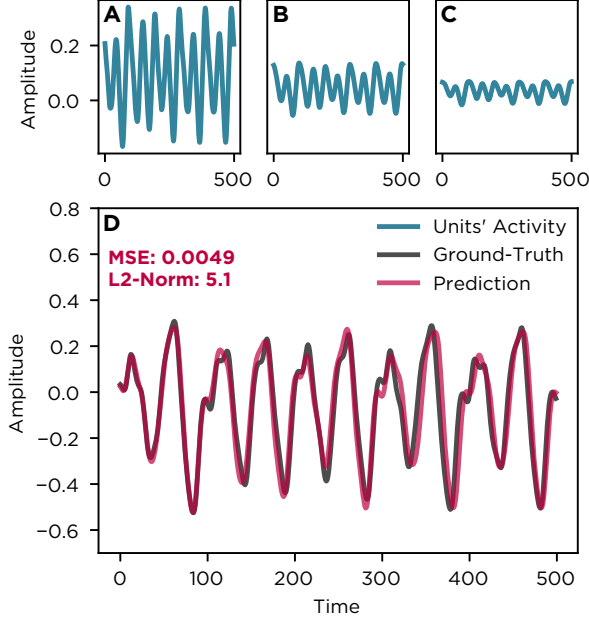 A
B
C
Amplitude
0.2
0.0
0
500
0
500
0
500
D
MSE: 0.0049
L2-Norm: 5.1
Units' Activity
Ground-Truth
Prediction
Amplitude
0.8
0.6
0.4
0.2
0.0
−0.2
−0.4
−0.6
0
100
200
300
400
500
Time